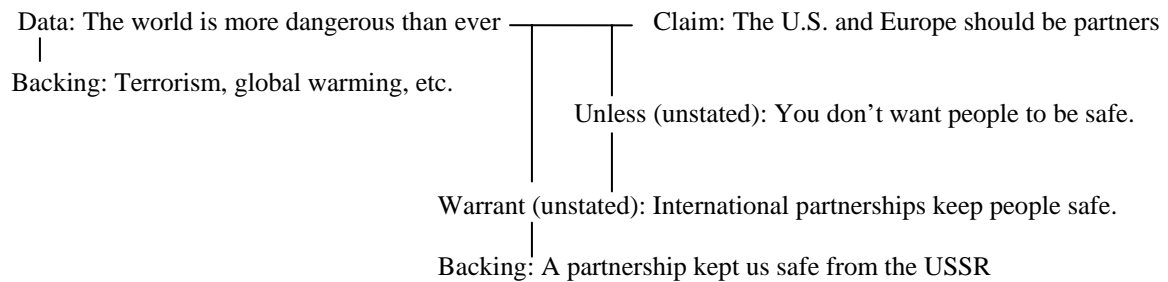 Data: The world is more dangerous than ever Claim: The U.S. and Europe should be partners
Backing: Terrorism, global warming, etc.
Unless (unstated): You don’t want people to be safe.
Warrant (unstated): International partnerships keep people safe.
Backing: A partnership kept us safe from the USSR